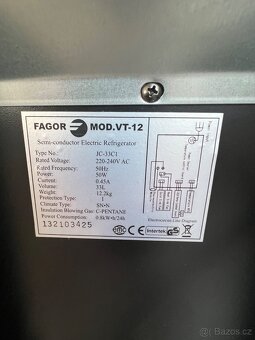 FAGOR MOD.VT-12
Semi-conductor Electric Refrigerator
Type No.: JC-33C1
Rated Voltage: 220-240V AC
Rated Frequency: 50Hz
Power: 50W
Current: 0.45A
Volume: 33L
Weight: 12.2kg
Protection Type: I
Climate Type: SN•N
Insulation Blowing Gas: C-PENTANE
Power Consumption: 0.8kW•h/24h
132103425
Electrocircuit Line Diagram
CE
Intertek
sbazar.cz